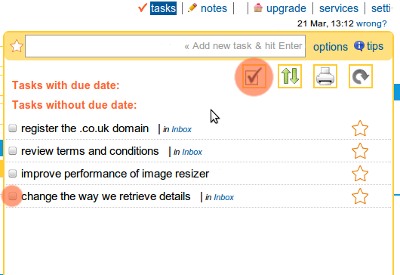 tasks | notes | upgrade | services | setti
21 Mar, 13:12 wrong?
« Add new task & hit Enter options tips
Tasks with due date:
Tasks without due date:
register the .co.uk domain | in Inbox
review terms and conditions | in Inbox
improve performance of image resizer
change the way we retrieve details | in Inbox